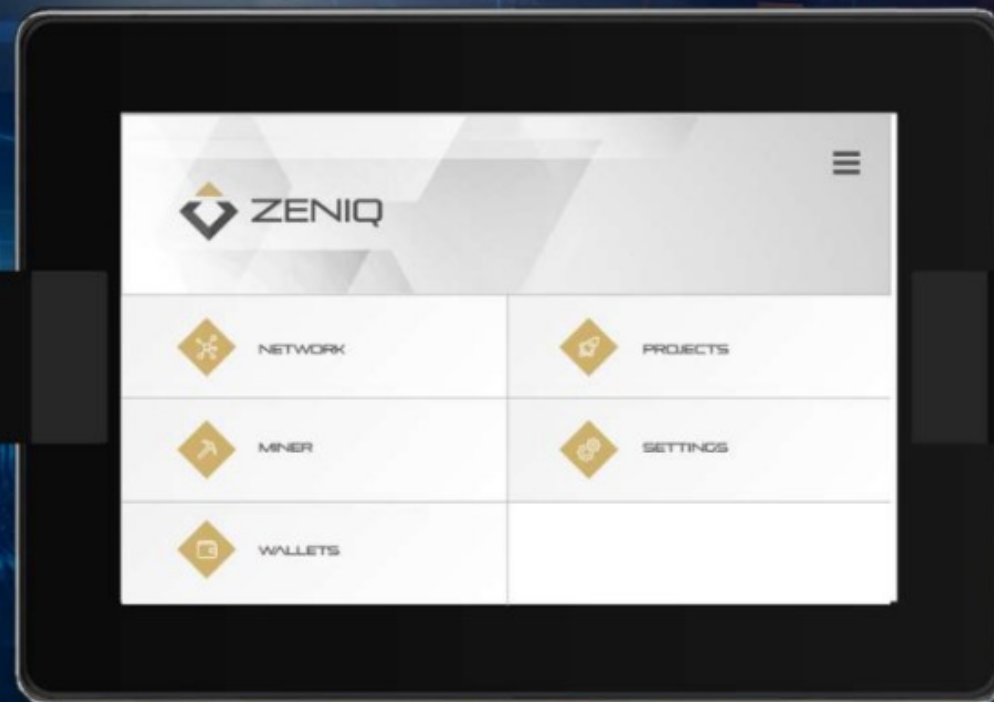 ZENIQ
NETWORK
PROJECTS
MINER
SETTINGS
WALLETS